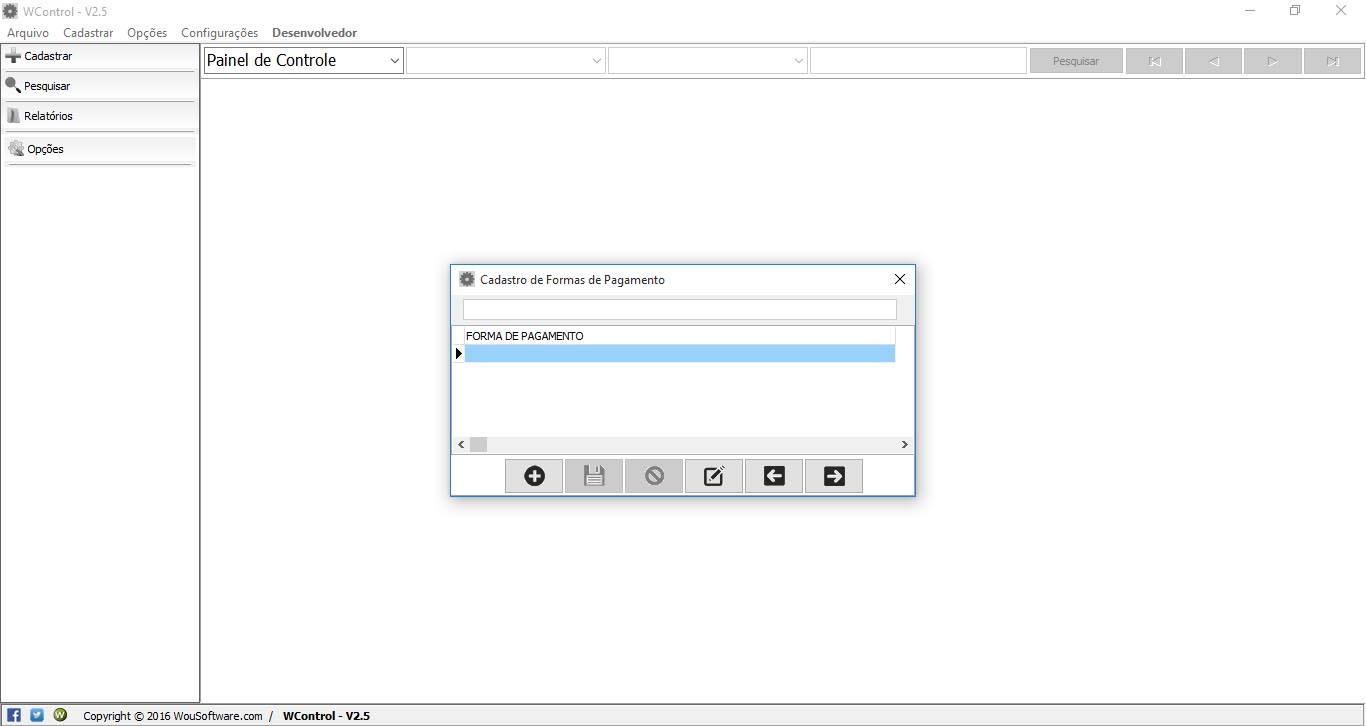 WControl - V2.5
Arquivo Cadastrar Opções Configurações Desenvolvedor
Cadastrar
Pesquisar
Relatórios
Opções
Painel de Controle
Pesquisar
Cadastro de Formas de Pagamento
FORMA DE PAGAMENTO
Copyright © 2016 WouSoftware.com / WControl - V2.5